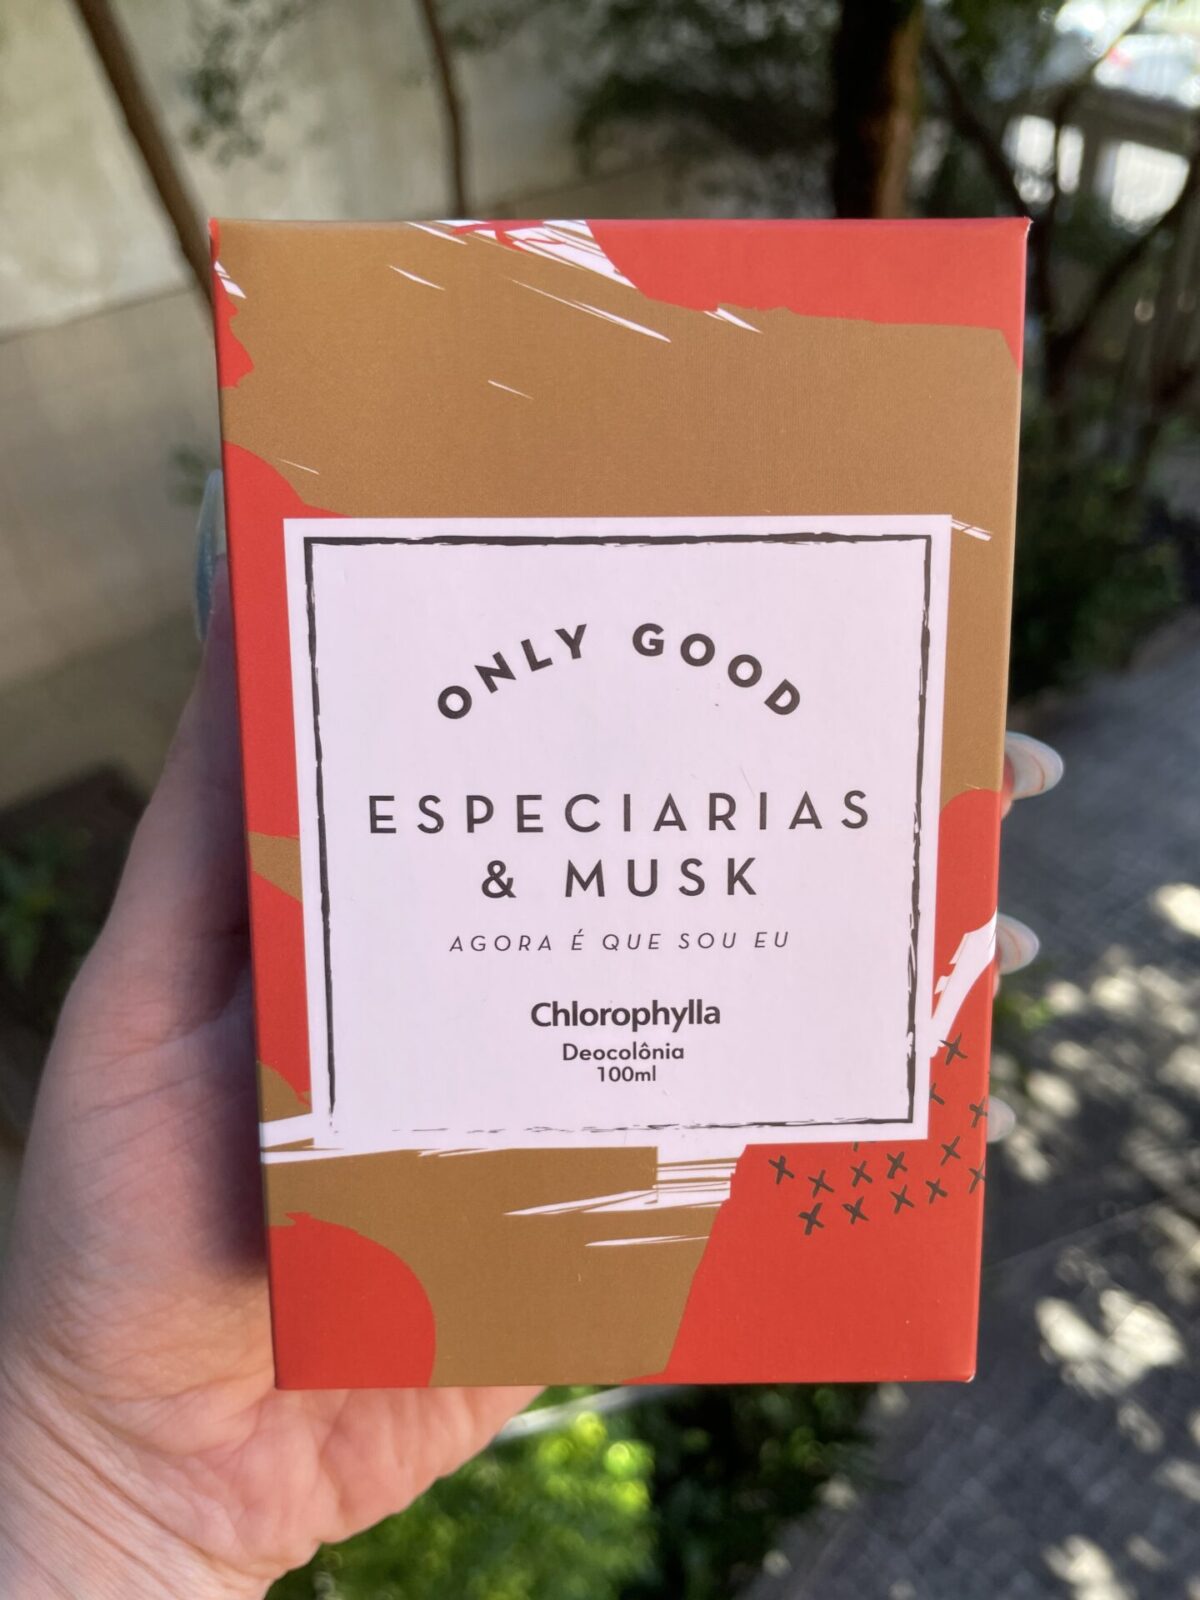 ONLY GOOD
ESPECIARIAS
& MUSK
AGORA É QUE SOU EU
Chlorophylla
Deocolônia
100ml